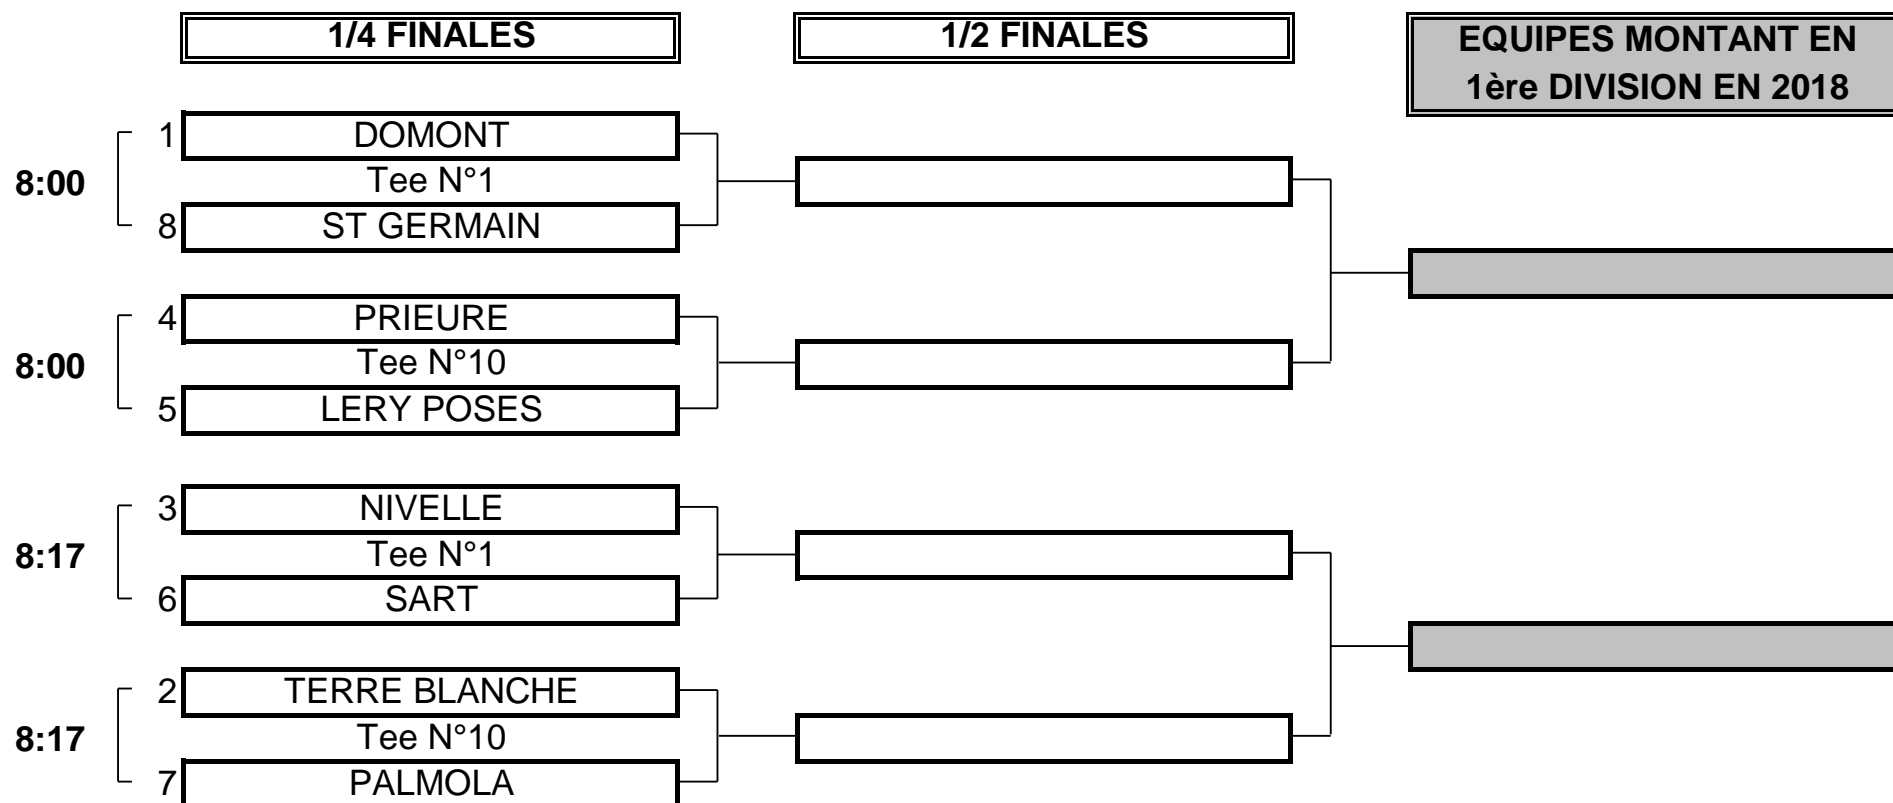 1/4 FINALES
1/2 FINALES
EQUIPES MONTANT EN
1ère DIVISION EN 2018
1 DOMONT
8:00 Tee N°1
8 ST GERMAIN
4 PRIEURE
8:00 Tee N°10
5 LERY POSES
3 NIVELLE
8:17 Tee N°1
6 SART
2 TERRE BLANCHE
8:17 Tee N°10
7 PALMOLA